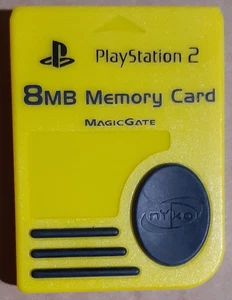 PlayStation 2
8MB Memory Card
MAGICGATE
nyko